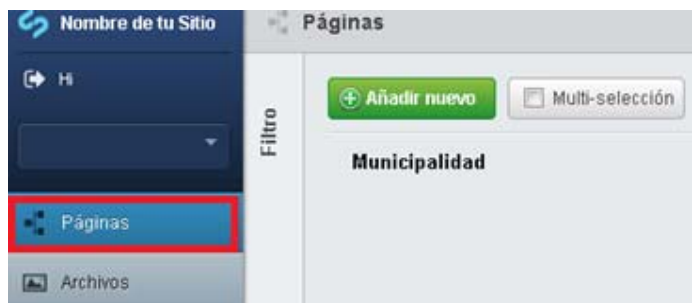 Nombre de tu Sitio
Páginas
Hi
Filtro
Añadir nuevo
Multi-selección
Municipalidad
Páginas
Archivos